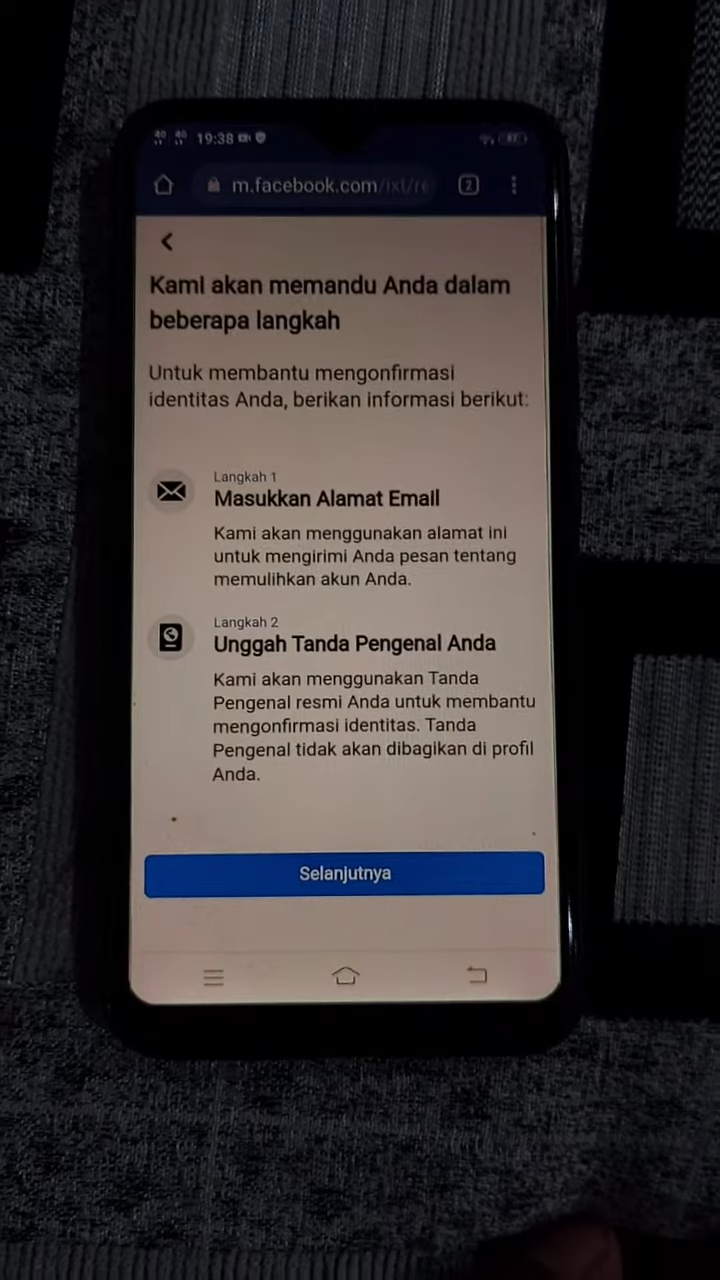 19:38
m.facebook.com/ixt/re
2
Kami akan memandu Anda dalam
beberapa langkah
Untuk membantu mengonfirmasi
identitas Anda, berikan informasi berikut:
Langkah 1
Masukkan Alamat Email
Kami akan menggunakan alamat ini
untuk mengirimi Anda pesan tentang
memulihkan akun Anda.
Langkah 2
Unggah Tanda Pengenal Anda
Kami akan menggunakan Tanda
Pengenal resmi Anda untuk membantu
mengonfirmasi identitas. Tanda
Pengenal tidak akan dibagikan di profil
Anda.
Selanjutnya